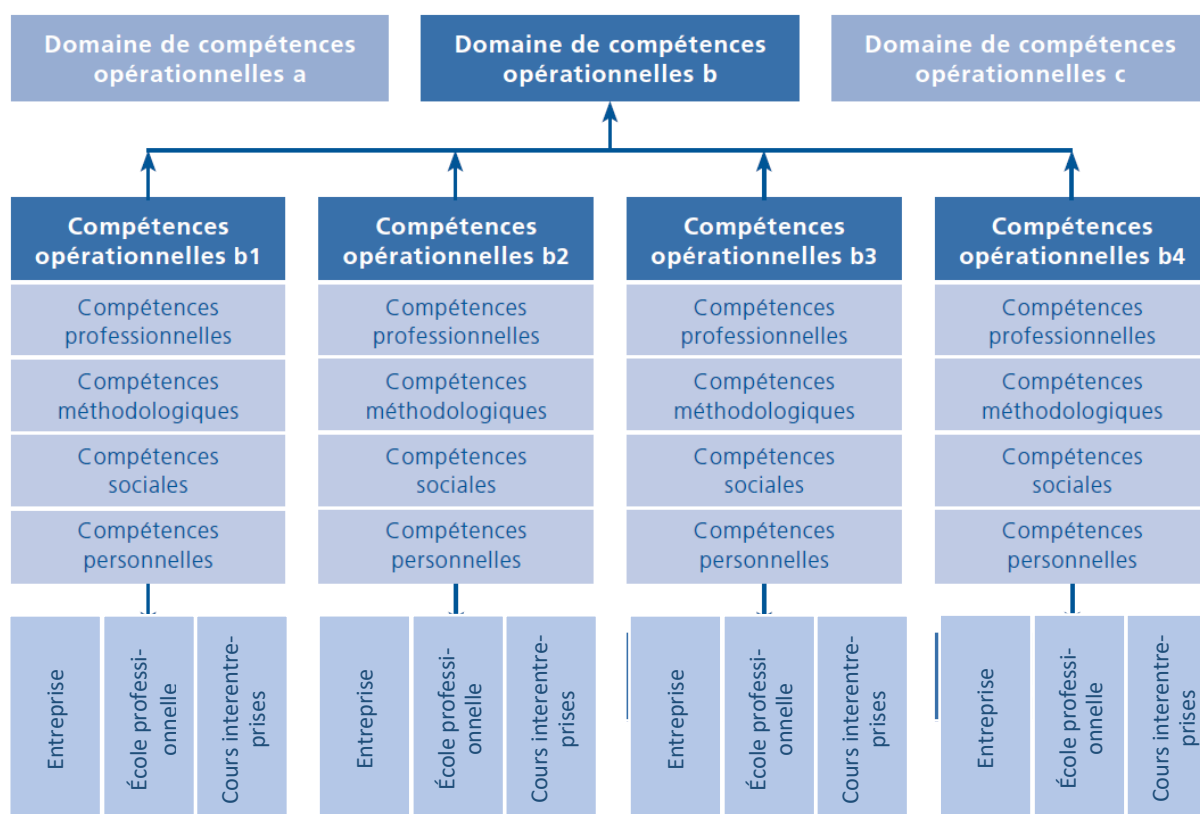 Domaine de compétences
opérationnelles a
Domaine de compétences
opérationnelles b
Domaine de compétences
opérationnelles c
Compétences
opérationnelles b1
Compétences
opérationnelles b2
Compétences
opérationnelles b3
Compétences
opérationnelles b4
Compétences
professionnelles
Compétences
professionnelles
Compétences
professionnelles
Compétences
professionnelles
Compétences
méthodologiques
Compétences
méthodologiques
Compétences
méthodologiques
Compétences
méthodologiques
Compétences
sociales
Compétences
sociales
Compétences
sociales
Compétences
sociales
Compétences
personnelles
Compétences
personnelles
Compétences
personnelles
Compétences
personnelles
Entreprise
École professi-
onnelle
Cours interentre-
prises
Entreprise
École professi-
onnelle
Cours interentre-
prises
Entreprise
École professi-
onnelle
Cours interentre-
prises
Entreprise
École professi-
onnelle
Cours interentre-
prises